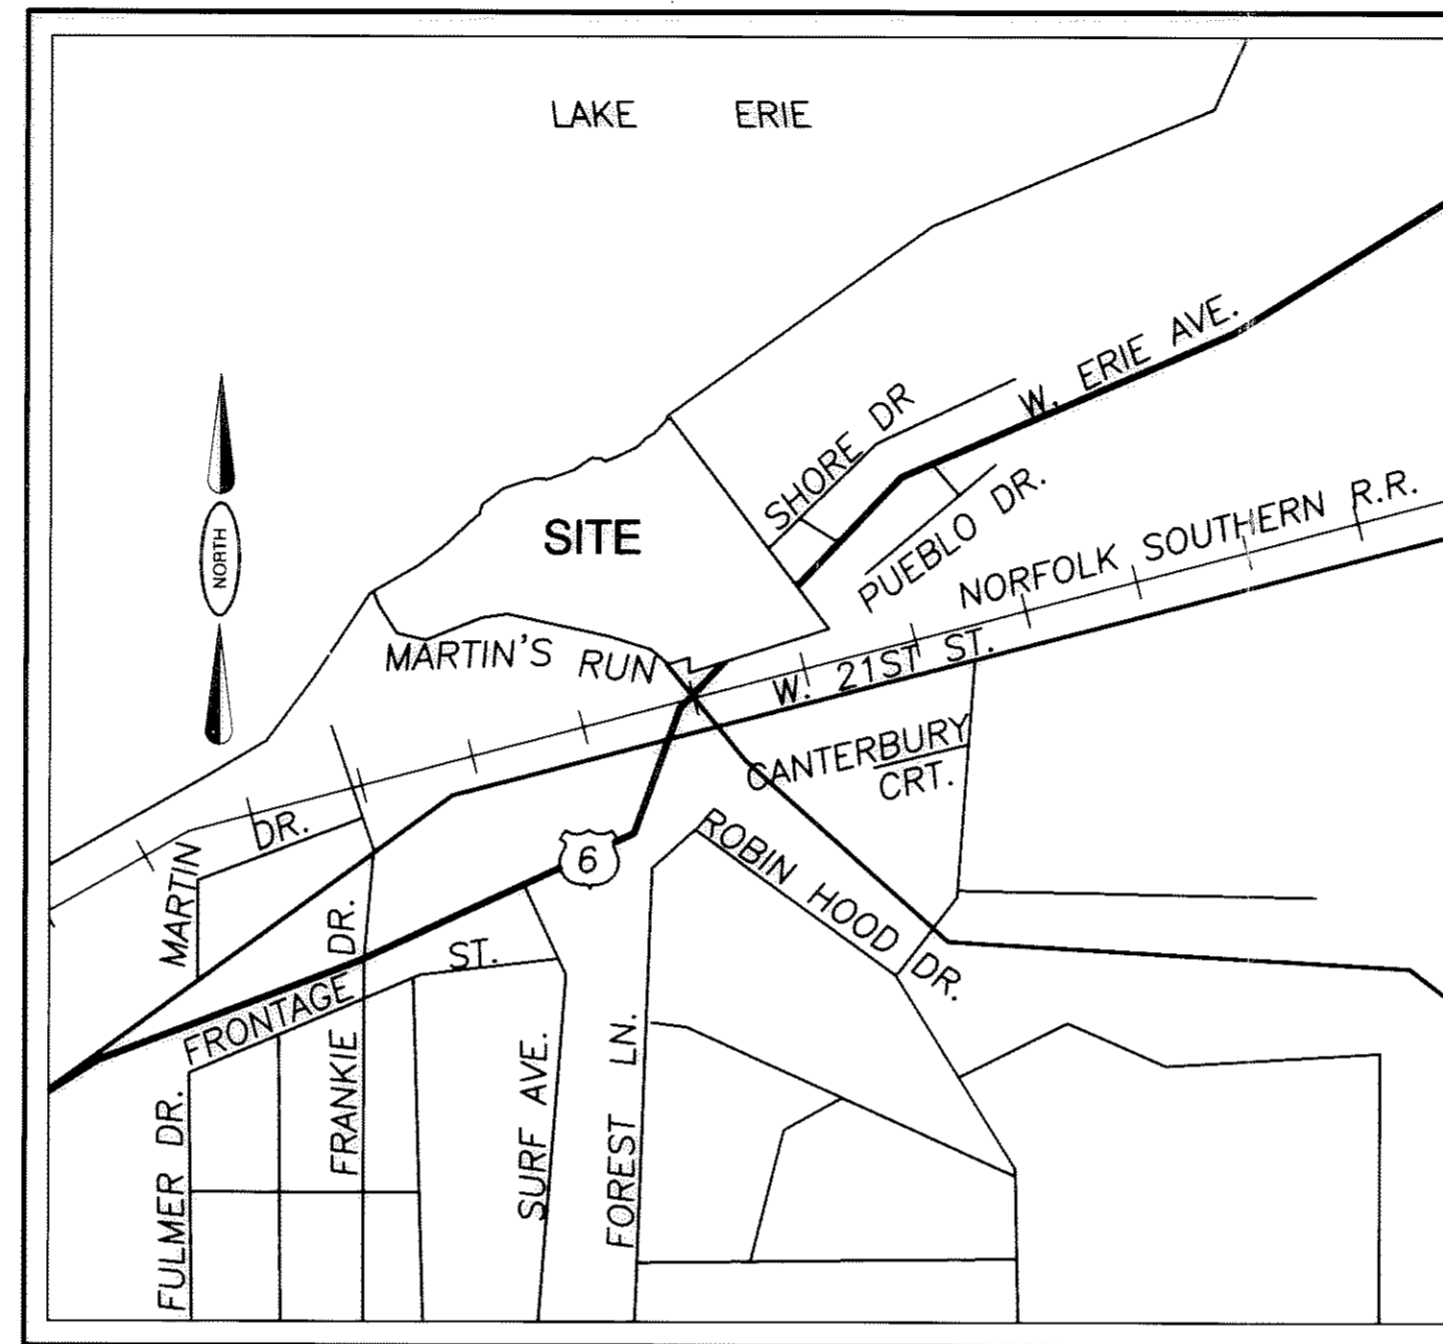 LAKE ERIE
W. ERIE AVE.
SHORE DR
PUEBLO DR.
NORFOLK SOUTHERN R.R.
SITE
NORTH
MARTIN'S RUN
W. 21ST ST.
CANTERBURY
CRT.
MARTIN DR.
6
ROBIN HOOD DR.
FRONTAGE ST.
FRANKIE DR.
FULMER DR.
SURF AVE.
FOREST LN.